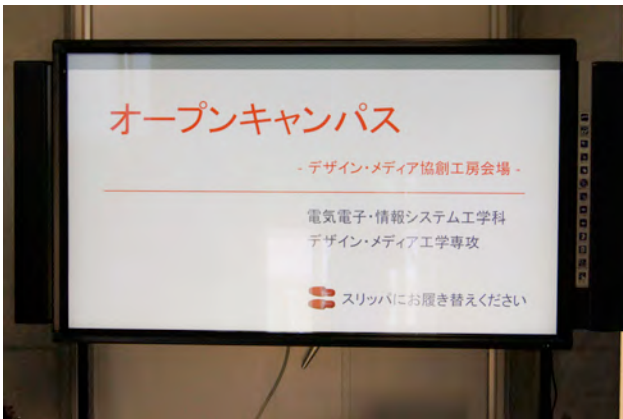 オープンキャンパス
- デザイン・メディア協創工房会場 -
電気電子・情報システム工学科
デザイン・メディア工学専攻
スリッパにお履き替えください